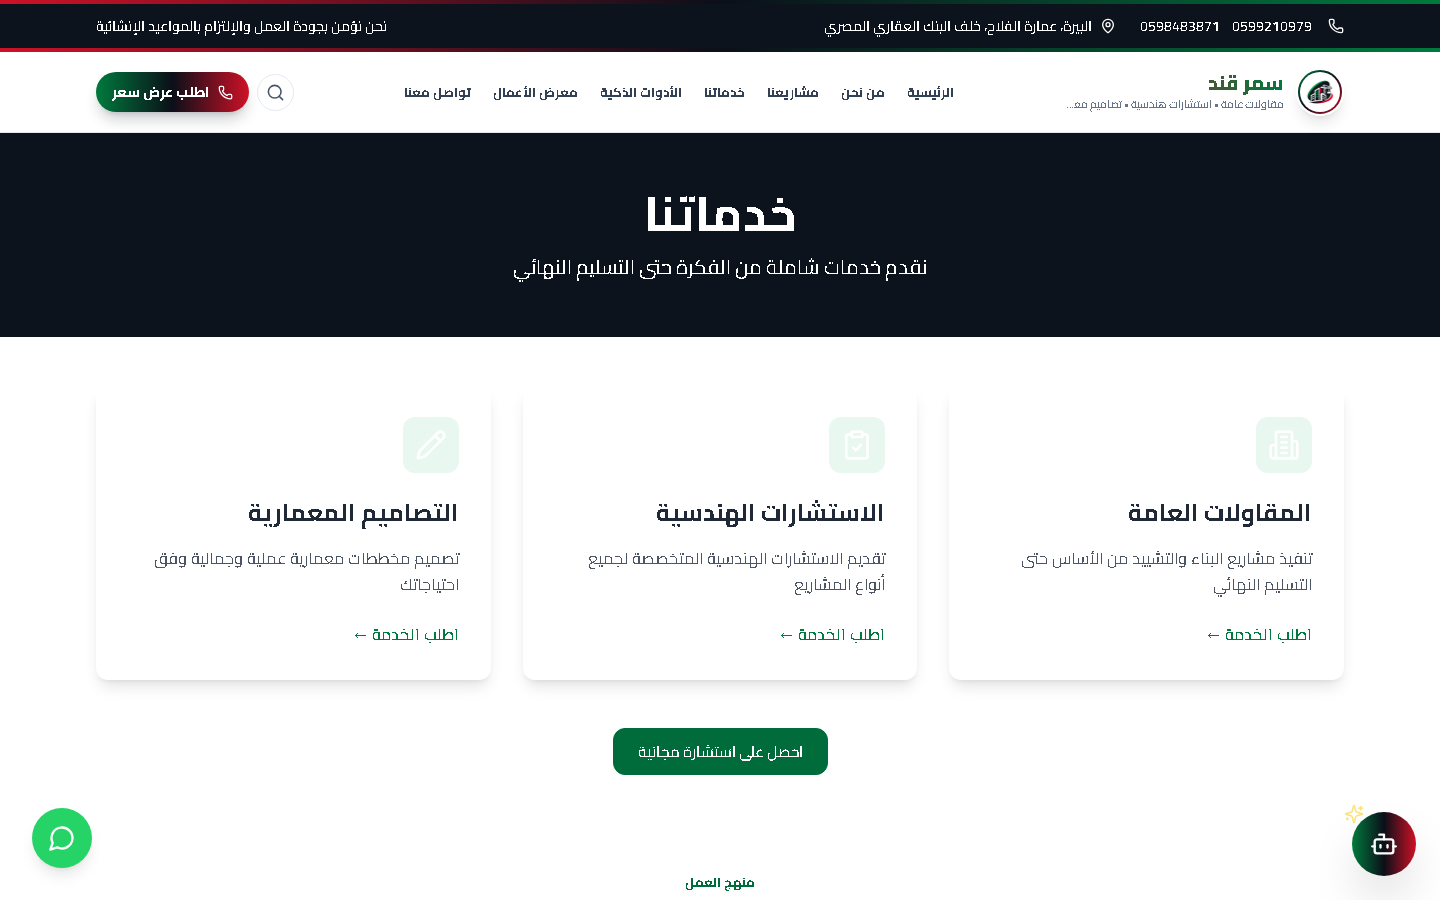 0599210979 0598483871
البيرة، عمارة الفلاح، خلف البنك العقاري المصري
نحن نؤمن بجودة العمل والإلتزام بالمواعيد الإنشائية
سمر قند
مقاولات عامة • استشارات هندسية • تصاميم مع...
الرئيسية
من نحن
مشاريعنا
خدماتنا
الأدوات الذكية
معرض الأعمال
تواصل معنا
اطلب عرض سعر
خدماتنا
نقدم خدمات شاملة من الفكرة حتى التسليم النهائي
المقاولات العامة
تنفيذ مشاريع البناء والتشييد من الأساس حتى
التسليم النهائي
اطلب الخدمة ←
الاستشارات الهندسية
تقديم الاستشارات الهندسية المتخصصة لجميع
أنواع المشاريع
اطلب الخدمة ←
التصاميم المعمارية
تصميم مخططات معمارية عملية وجمالية وفق
احتياجاتك
اطلب الخدمة ←
احصل على استشارة مجانية
منهج العمل